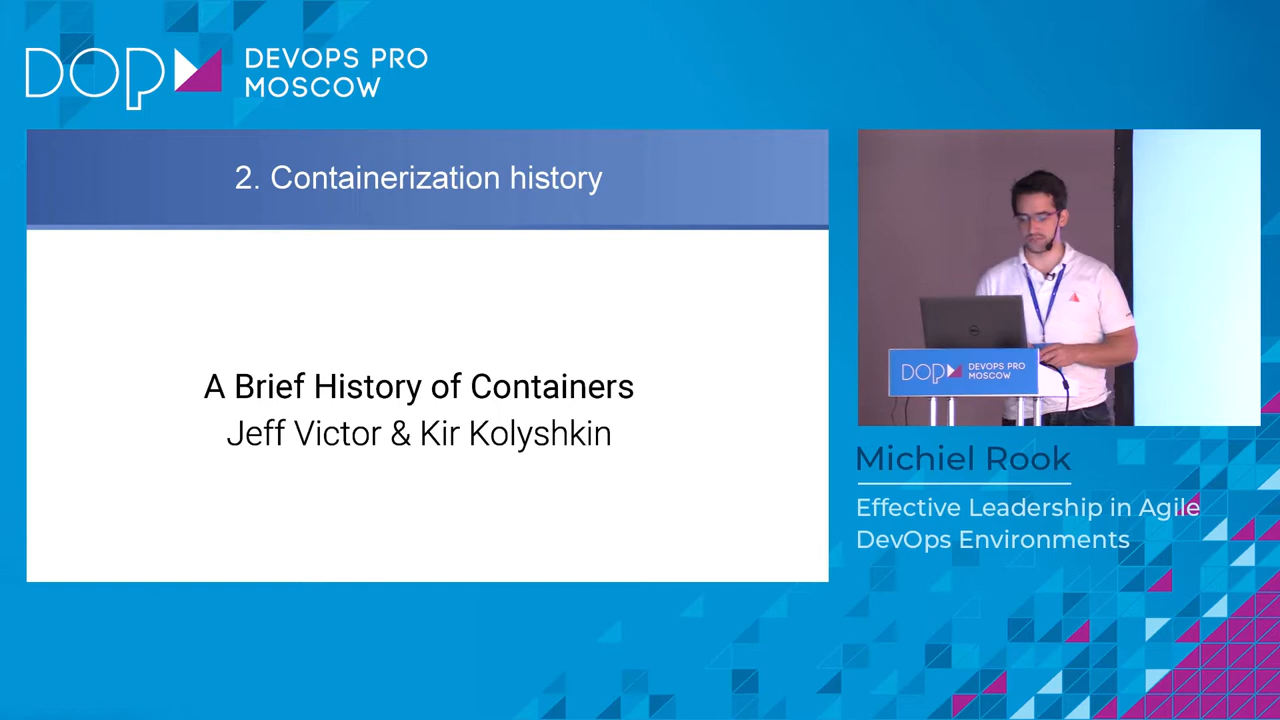 DOP DEVOPS PRO
MOSCOW
2. Containerization history
A Brief History of Containers
Jeff Victor & Kir Kolyshkin
DOP DEVOPS PRO
MOSCOW
Michiel Rook
Effective Leadership in Agile
DevOps Environments